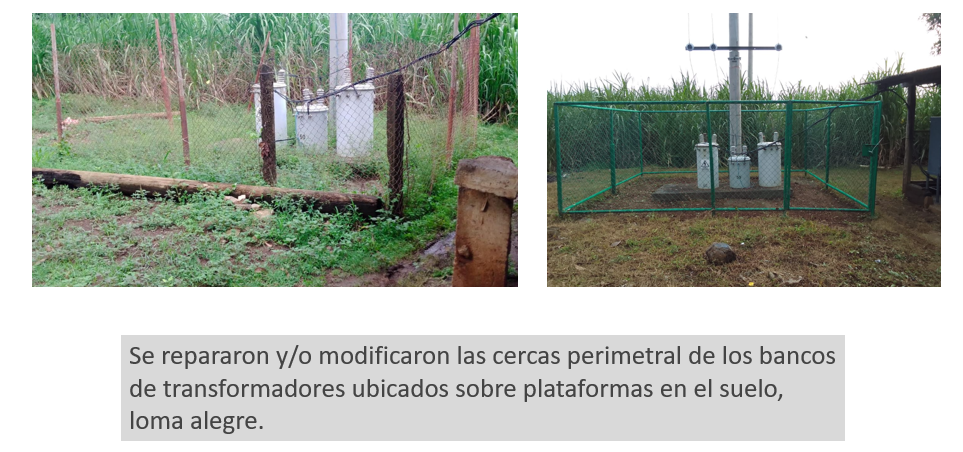 Se repararon y/o modificaron las cercas perimetral de los bancos
de transformadores ubicados sobre plataformas en el suelo,
loma alegre.